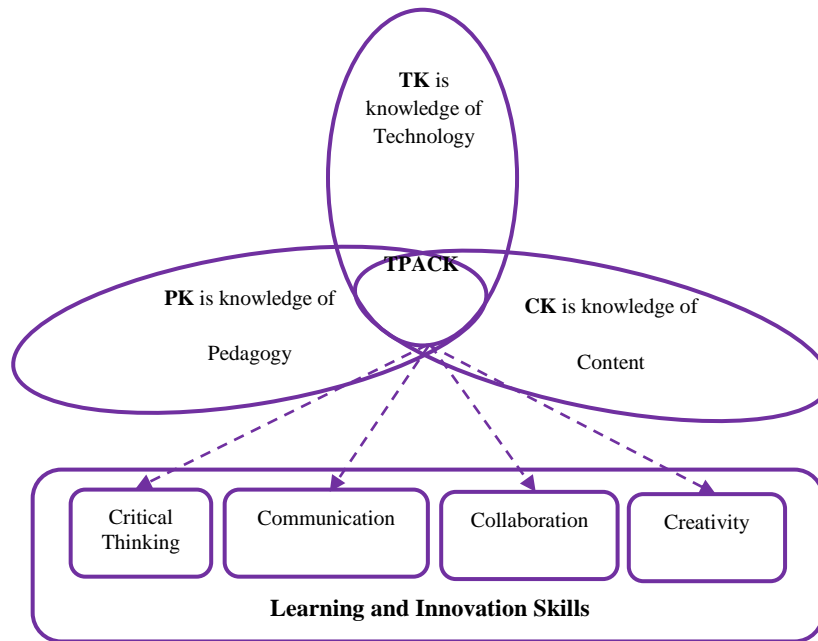 TK is
knowledge of
Technology
TPACK
PK is knowledge of
Pedagogy
CK is knowledge of
Content
Critical
Thinking
Communication
Collaboration
Creativity
Learning and Innovation Skills